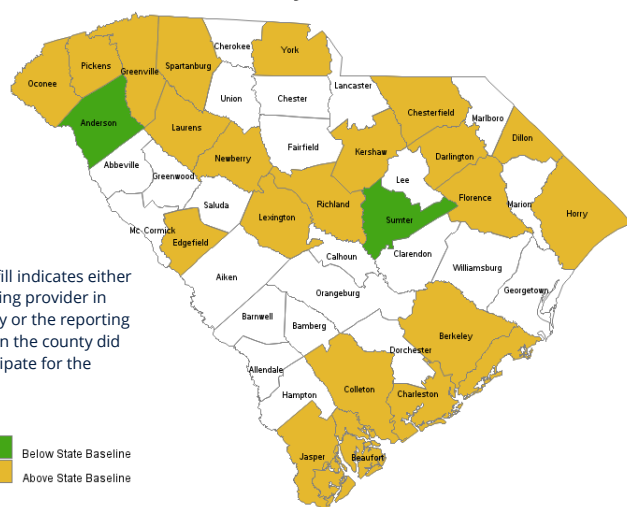 Cherokee
York
Pickens
Spartanburg
Greenville
Oconee
Lancaster
Union
Chester
Chesterfield
Marlboro
Anderson
Laurens
Dillon
Fairfield
Kershaw
Darlington
Newberry
Abbeville
Greenwood
Lee
Florence
Saluda
Richland
Marion
Horry
Lexington
Sumter
Mc Cormick
Edgefield
Calhoun
Clarendon
Williamsburg
Aiken
Georgetown
Orangeburg
ill indicates either
ing provider in
y or the reporting
n the county did
ipate for the
Barnwell
Bamberg
Berkeley
Dorchester
Allendale
Colleton
Charleston
Hampton
Jasper
Beaufort
Below State Baseline
Above State Baseline